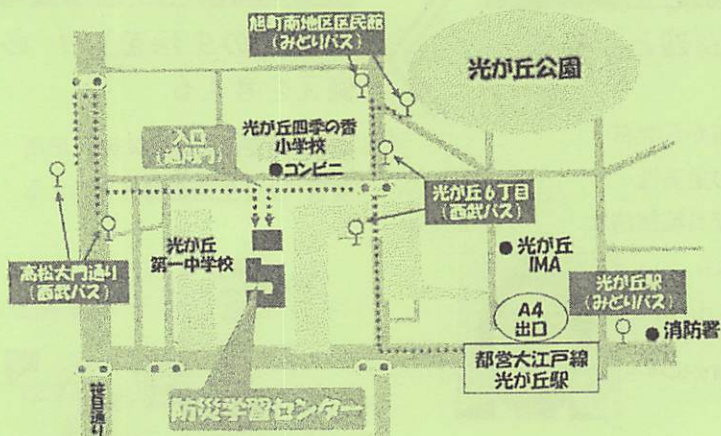 旭町南地区区民館
(みどりバス)
光が丘公園
入口
(通用門)
光が丘四季の香
小学校
コンビニ
光が丘6丁目
(西武バス)
光が丘
第一中学校
高松大門通り
(西武バス)
光が丘
IMA
光が丘駅
(みどりバス)
A4
出口
消防署
都営大江戸線
光が丘駅
防災学習センター
笹目通り